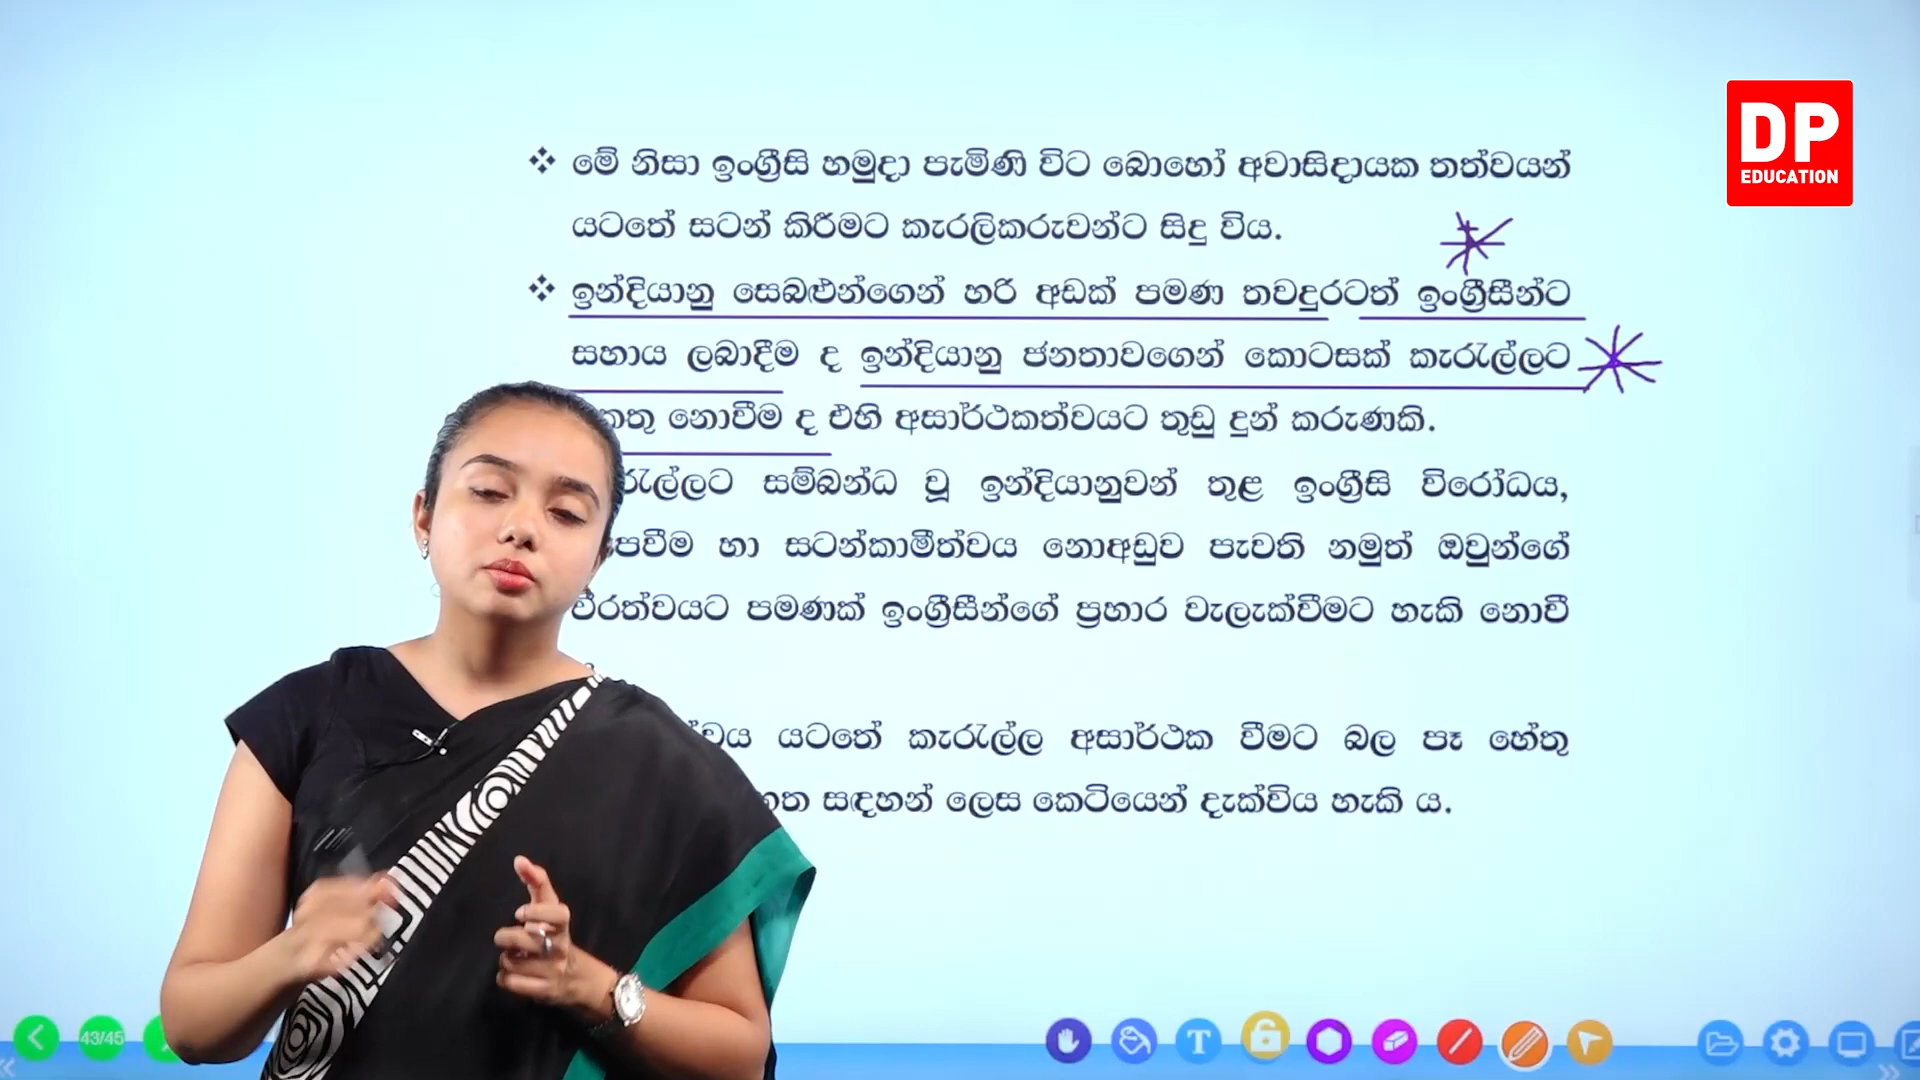 DP
EDUCATION
❖ මේ නිසා ඉංග්‍රීසි හමුදා පැමිණි විට බොහෝ අවාසිදායක තත්වයන්
යටතේ සටන් කිරීමට කැරලිකරුවන්ට සිදු විය.
❖ ඉන්දියානු සෙබළුන්ගෙන් හරි අඩක් පමණ තවදුරටත් ඉංග්‍රීසීන්ට
සහාය ලබාදීම ද ඉන්දියානු ජනතාවගෙන් කොටසක් කැරැල්ලට
නොවීම ද එහි අසාර්ථකත්වයට තුඩු දුන් කරුණකි.
සම්බන්ධ වූ ඉන්දියානුවන් තුළ ඉංග්‍රීසි විරෝධය,
හා සටන්කාමීත්වය නොඅඩුව පැවති නමුත් ඔවුන්ගේ
වීරත්වයට පමණක් ඉංග්‍රීසීන්ගේ ප්‍රහාර වැලැක්වීමට හැකි නොවී
යටතේ කැරැල්ල අසාර්ථක වීමට බල පෑ හේතු
සඳහන් ලෙස කෙටියෙන් දැක්විය හැකි ය.
43/45
T